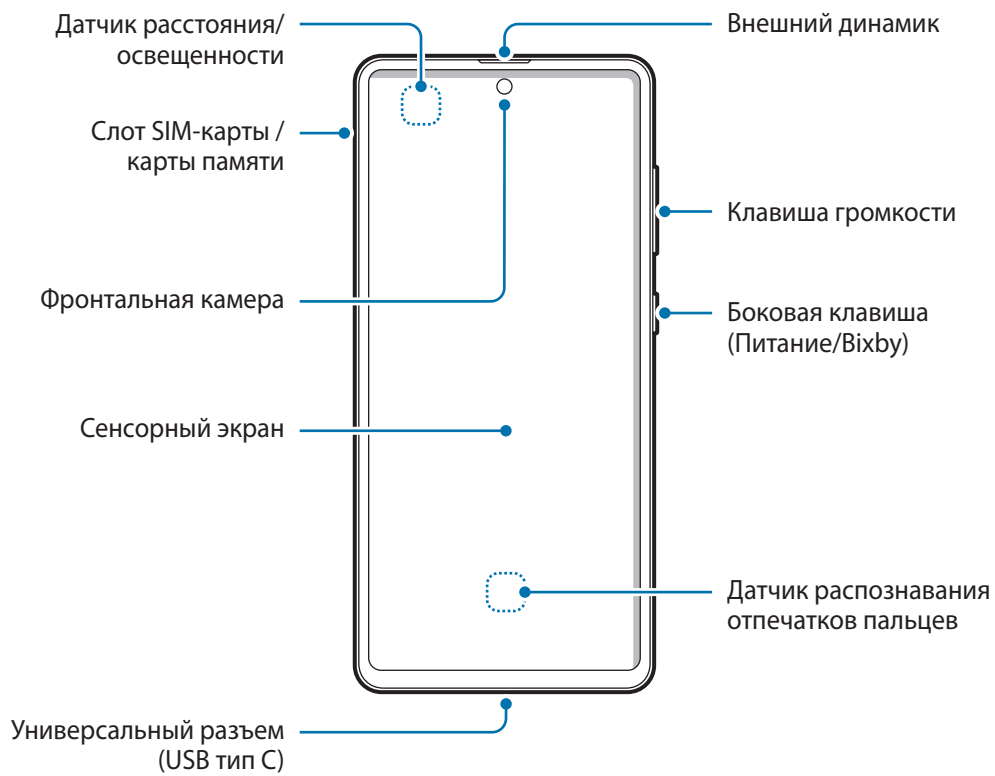 Датчик расстояния/
освещенности
Слот SIM-карты /
карты памяти
Фронтальная камера
Сенсорный экран
Универсальный разъем
(USB тип C)
Внешний динамик
Клавиша громкости
Боковая клавиша
(Питание/Bixby)
Датчик распознавания
отпечатков пальцев